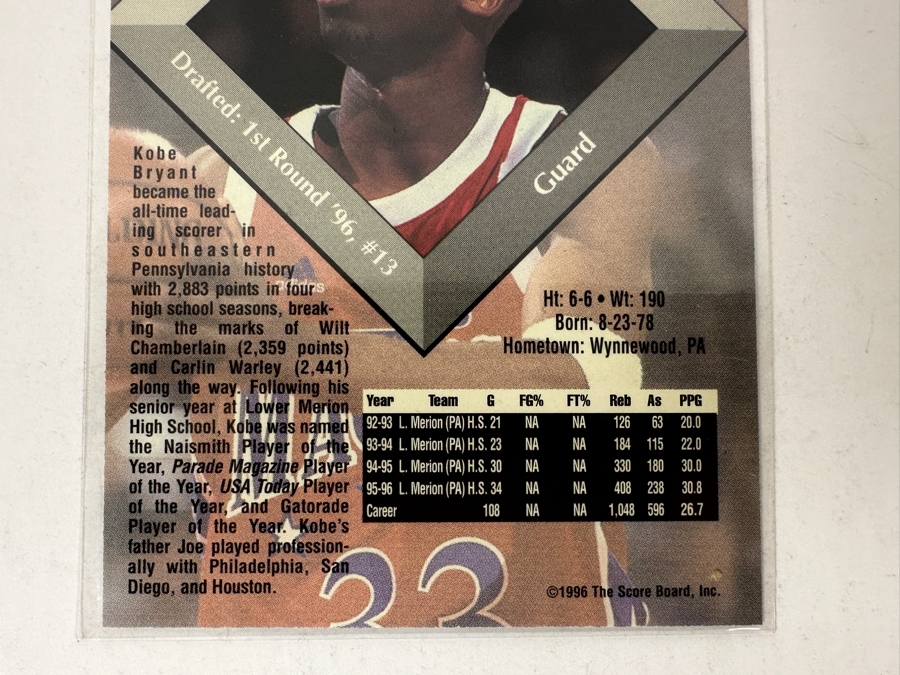 Drafted: 1st Round '96, #13
Guard
Kobe
Bryant
became the
all-time lead-
ing scorer in
southeastern
Pennsylvania history
with 2,883 points in four
high school seasons, break-
ing the marks of Wilt
Chamberlain (2,359 points)
and Carlin Warley (2,441)
along the way. Following his
senior year at Lower Merion
High School, Kobe was named
the Naismith Player of the
Year, Parade Magazine Player
of the Year, USA Today Player
of the Year, and Gatorade
Player of the Year. Kobe's
father Joe played profession-
ally with Philadelphia, San
Diego, and Houston.
adidas
Ht: 6-6 • Wt: 190
Born: 8-23-78
Hometown: Wynnewood, PA
Year Team G FG% FT% Reb As PPG
92-93 L. Merion (PA) H.S. 21 NA NA 126 63 20.0
93-94 L. Merion (PA) H.S. 23 NA NA 184 115 22.0
94-95 L. Merion (PA) H.S. 30 NA NA 330 180 30.0
95-96 L. Merion (PA) H.S. 34 NA NA 408 238 30.8
Career 108 NA NA 1,048 596 26.7
33
©1996 The Score Board, Inc.